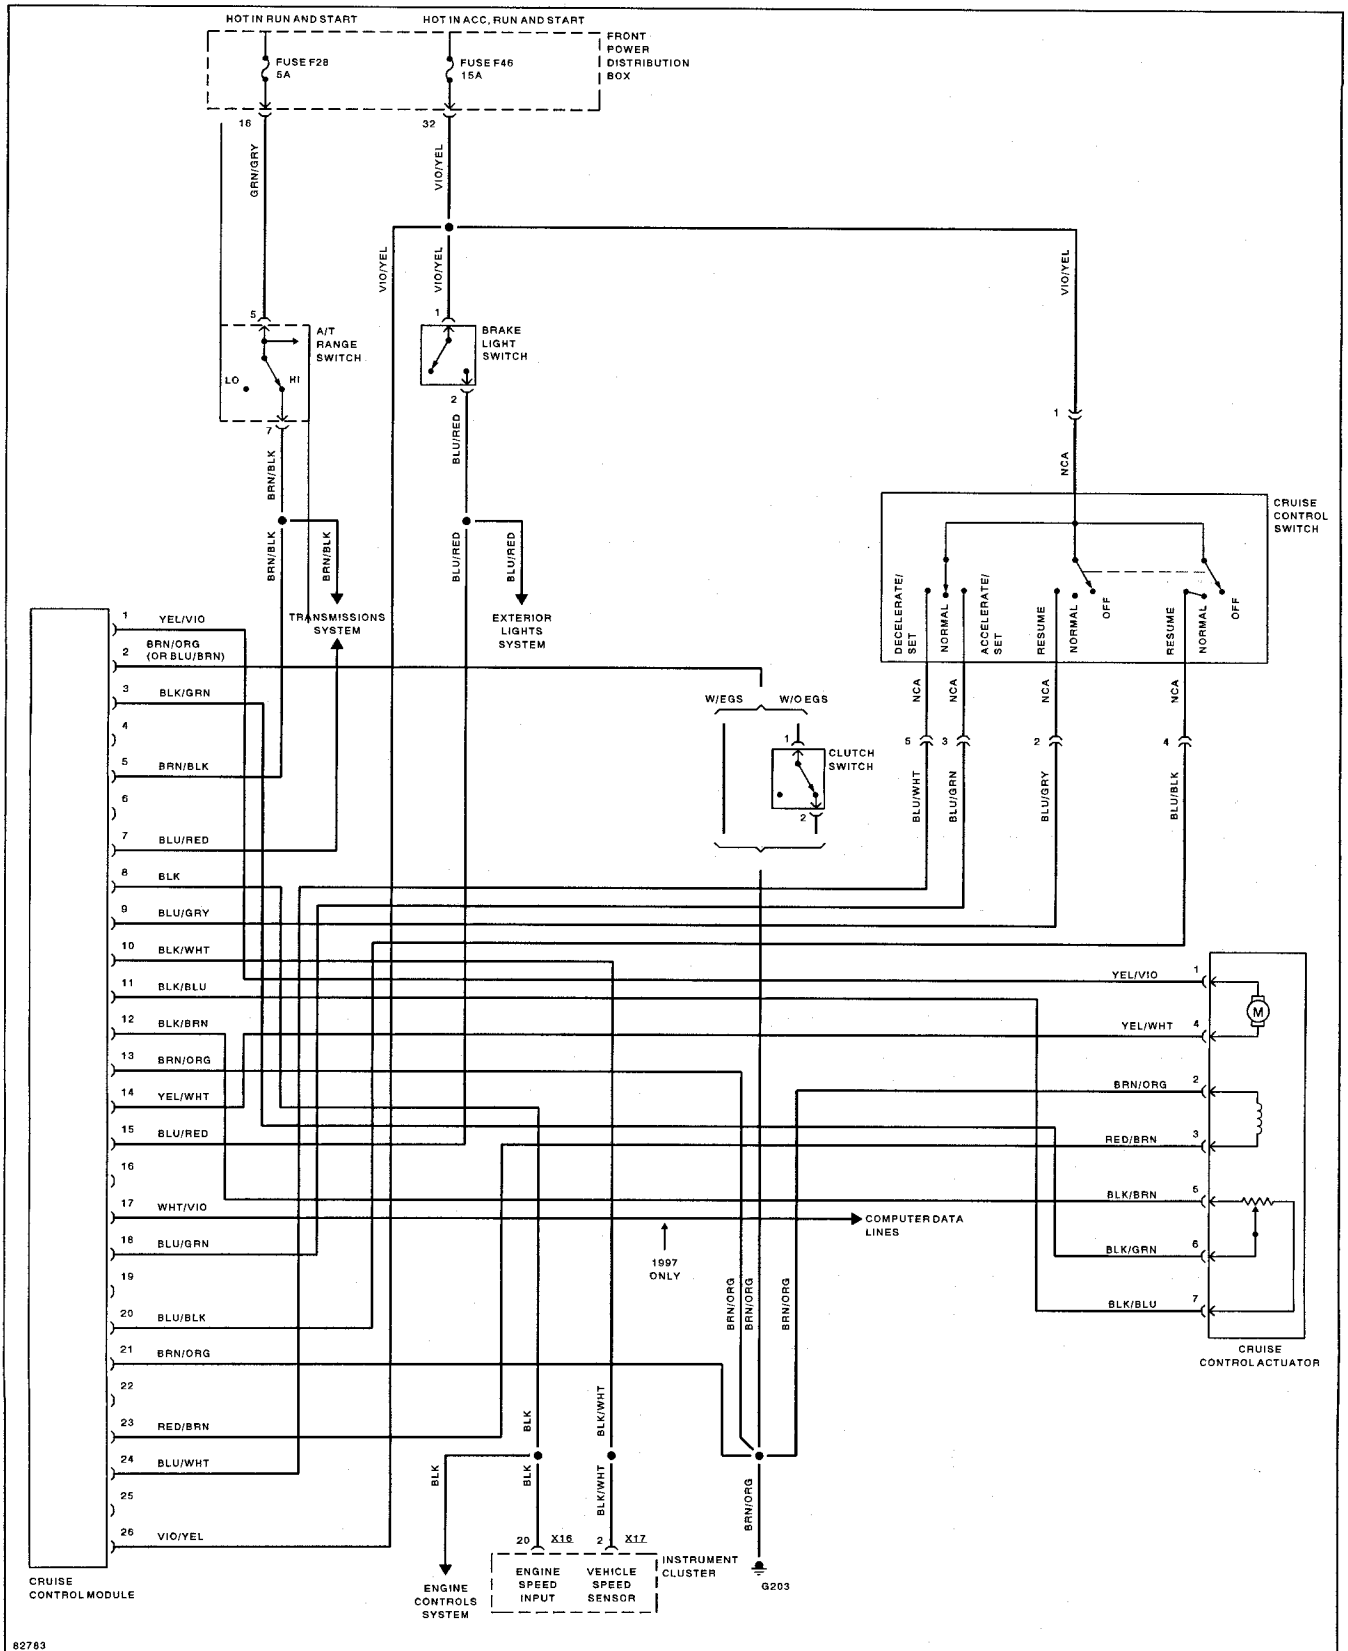 HOT IN RUN AND START
HOT IN ACC, RUN AND START
FRONT
POWER
DISTRIBUTION
BOX
FUSE F28
5A
FUSE F46
15A
18
32
GRN/GRY
VIO/YEL
VIO/YEL
VIO/YEL
VIO/YEL
5
A/T
RANGE
SWITCH
LO
HI
7
1
BRAKE
LIGHT
SWITCH
2
BRN/BLK
BLU/RED
1
NCA
BRN/BLK
BRN/BLK
BLU/RED
BLU/RED
CRUISE
CONTROL
SWITCH
TRANSMISSIONS
SYSTEM
EXTERIOR
LIGHTS
SYSTEM
DECELERATE/
SET
NORMAL
ACCELERATE/
SET
RESUME
NORMAL
OFF
RESUME
NORMAL
OFF
NCA
NCA
NCA
NCA
W/EGS
W/O EGS
1
CLUTCH
SWITCH
2
5
3
2
4
BLU/WHT
BLU/GRN
BLU/GRY
BLU/BLK
1 YEL/VIO
2 BRN/ORG
(OR BLU/BRN)
3 BLK/GRN
4
5 BRN/BLK
6
7 BLU/RED
8 BLK
9 BLU/GRY
10 BLK/WHT
11 BLK/BLU
12 BLK/BRN
13 BRN/ORG
14 YEL/WHT
15 BLU/RED
16
17 WHT/VIO
18 BLU/GRN
19
20 BLU/BLK
21 BRN/ORG
22
23 RED/BRN
24 BLU/WHT
25
26 VIO/YEL
CRUISE
CONTROL MODULE
YEL/VIO 1
M
YEL/WHT 4
BRN/ORG 2
RED/BRN 3
BLK/BRN 5
BLK/GRN 6
BLK/BLU 7
CRUISE
CONTROL ACTUATOR
COMPUTER DATA
LINES
1997
ONLY
BRN/ORG
BRN/ORG
BRN/ORG
BLK
BLK/WHT
BLK
BLK
BLK/WHT
BRN/ORG
20 X16
2 X17
INSTRUMENT
CLUSTER
ENGINE
SPEED
INPUT
VEHICLE
SPEED
SENSOR
ENGINE
CONTROLS
SYSTEM
G203
82783